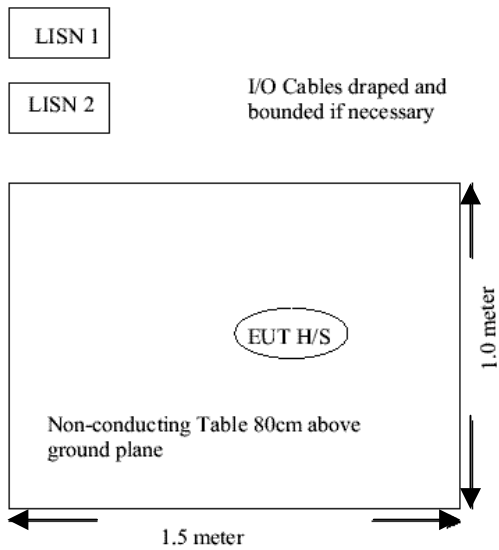 LISN 1
LISN 2
I/O Cables draped and
bounded if necessary
EUT H/S
1.0 meter
Non-conducting Table 80cm above
ground plane
1.5 meter